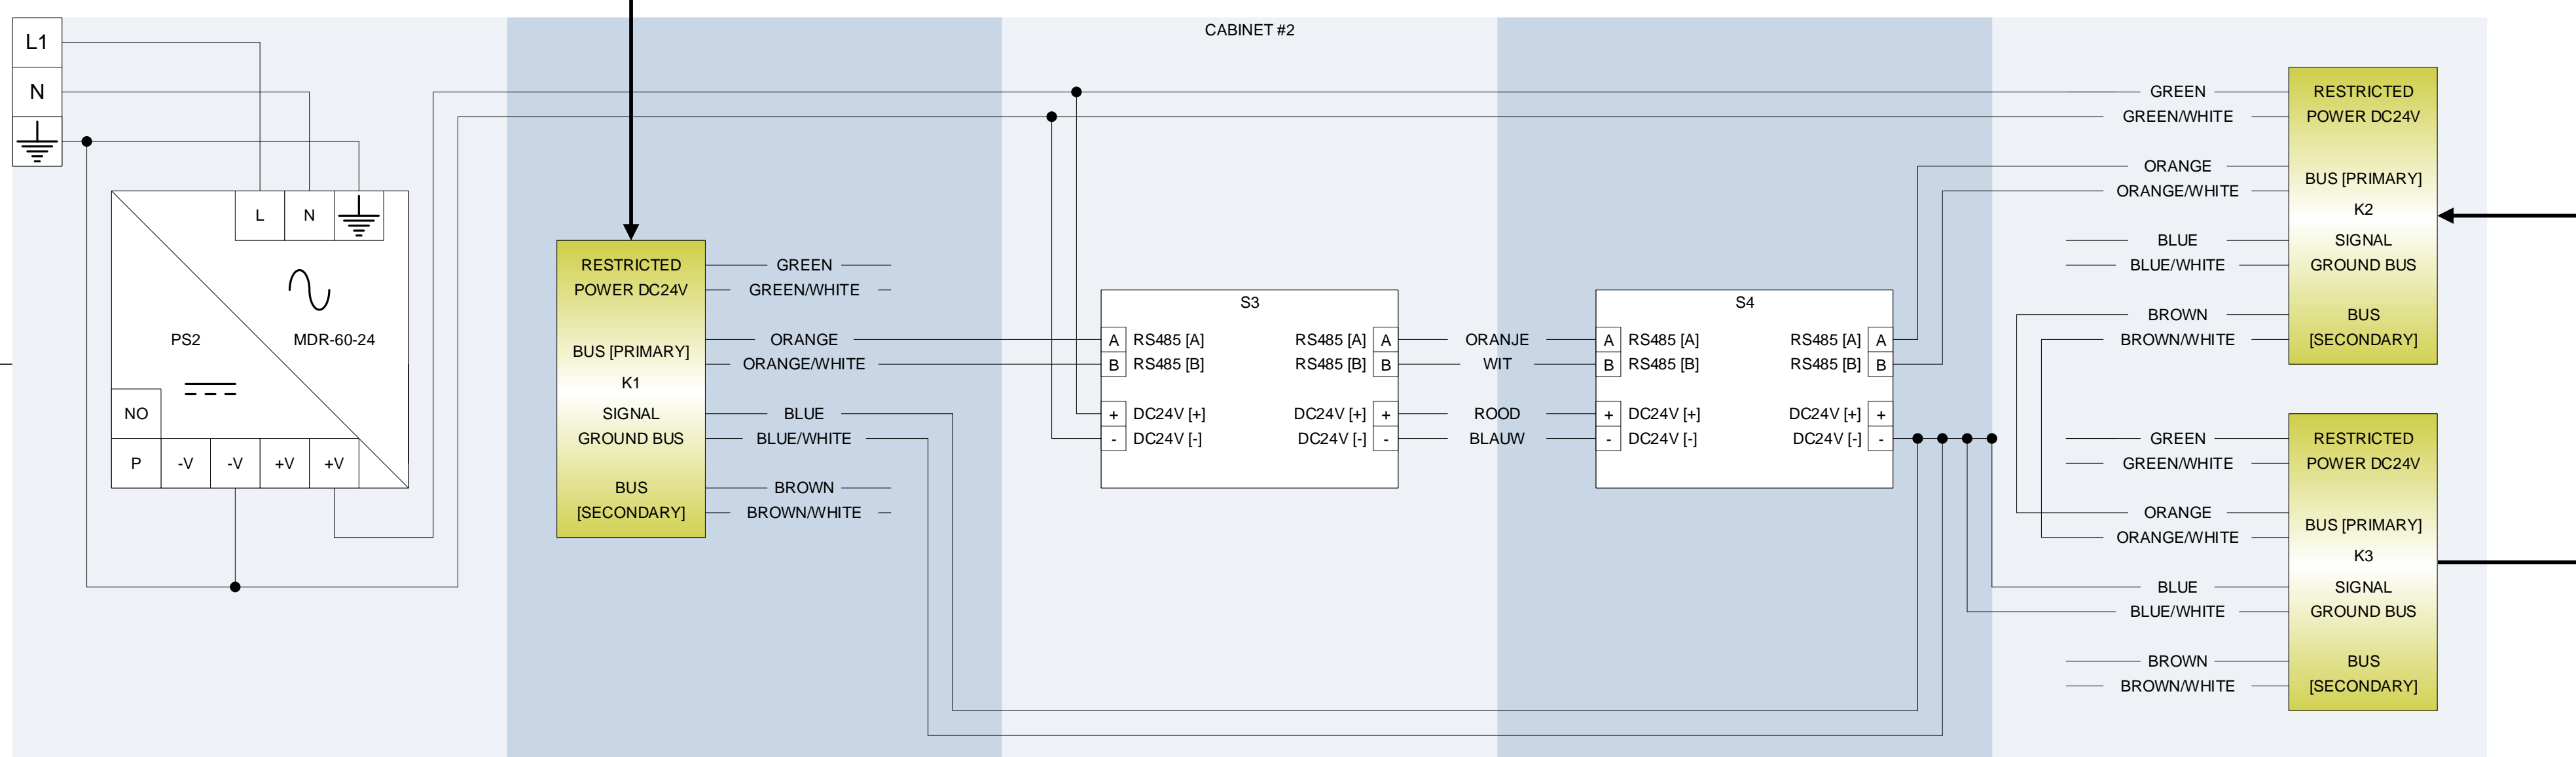 CABINET #2
L1
N
L
N
PS2
MDR-60-24
NO
P
-V
-V
+V
+V
RESTRICTED
POWER DC24V
BUS [PRIMARY]
K1
SIGNAL
GROUND BUS
BUS
[SECONDARY]
GREEN
GREEN/WHITE
ORANGE
ORANGE/WHITE
BLUE
BLUE/WHITE
BROWN
BROWN/WHITE
S3
A RS485 [A]
B RS485 [B]
+ DC24V [+]
- DC24V [-]
RS485 [A] A
RS485 [B] B
DC24V [+] +
DC24V [-] -
ORANJE
WIT
ROOD
BLAUW
S4
A RS485 [A]
B RS485 [B]
+ DC24V [+]
- DC24V [-]
RS485 [A] A
RS485 [B] B
DC24V [+] +
DC24V [-] -
GREEN
GREEN/WHITE
ORANGE
ORANGE/WHITE
BLUE
BLUE/WHITE
BROWN
BROWN/WHITE
RESTRICTED
POWER DC24V
BUS [PRIMARY]
K2
SIGNAL
GROUND BUS
BUS
[SECONDARY]
GREEN
GREEN/WHITE
ORANGE
ORANGE/WHITE
BLUE
BLUE/WHITE
BROWN
BROWN/WHITE
RESTRICTED
POWER DC24V
BUS [PRIMARY]
K3
SIGNAL
GROUND BUS
BUS
[SECONDARY]